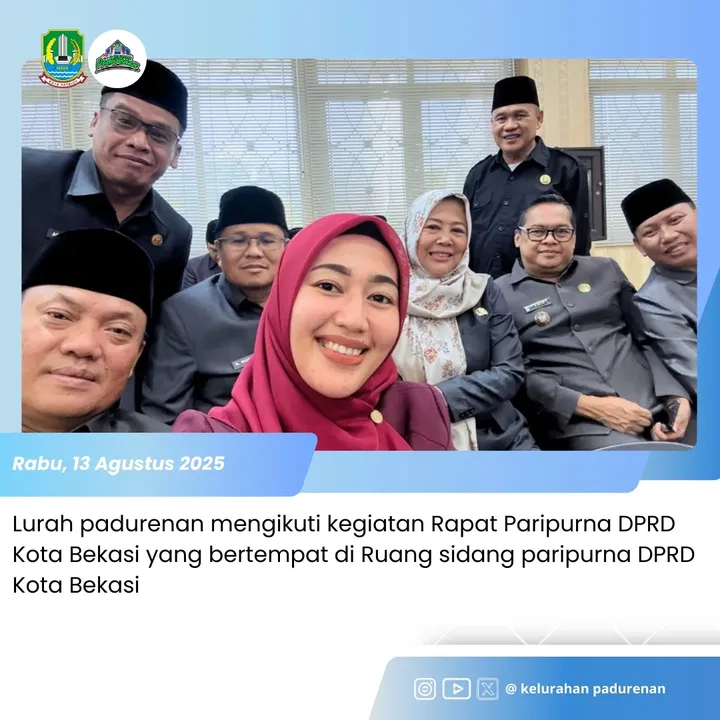 Rabu, 13 Agustus 2025
Lurah padurenan mengikuti kegiatan Rapat Paripurna DPRD
Kota Bekasi yang bertempat di Ruang sidang paripurna DPRD
Kota Bekasi
@ kelurahan padurenan